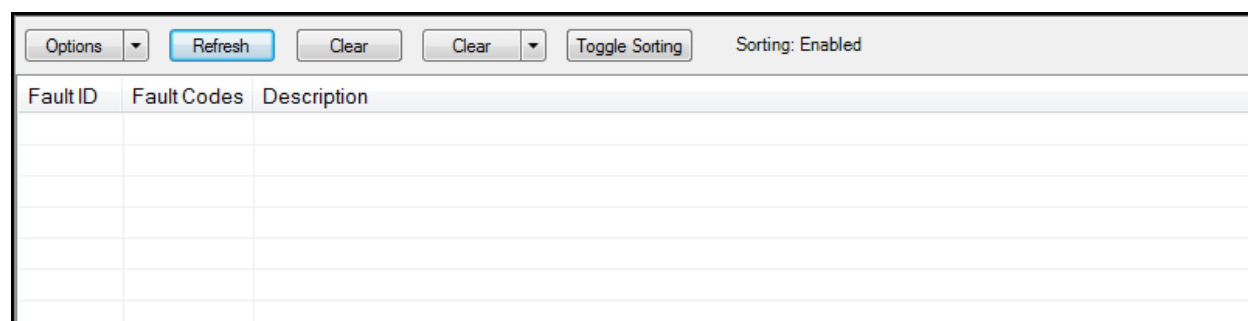 Options Refresh Clear Clear Toggle Sorting Sorting: Enabled
Fault ID Fault Codes Description